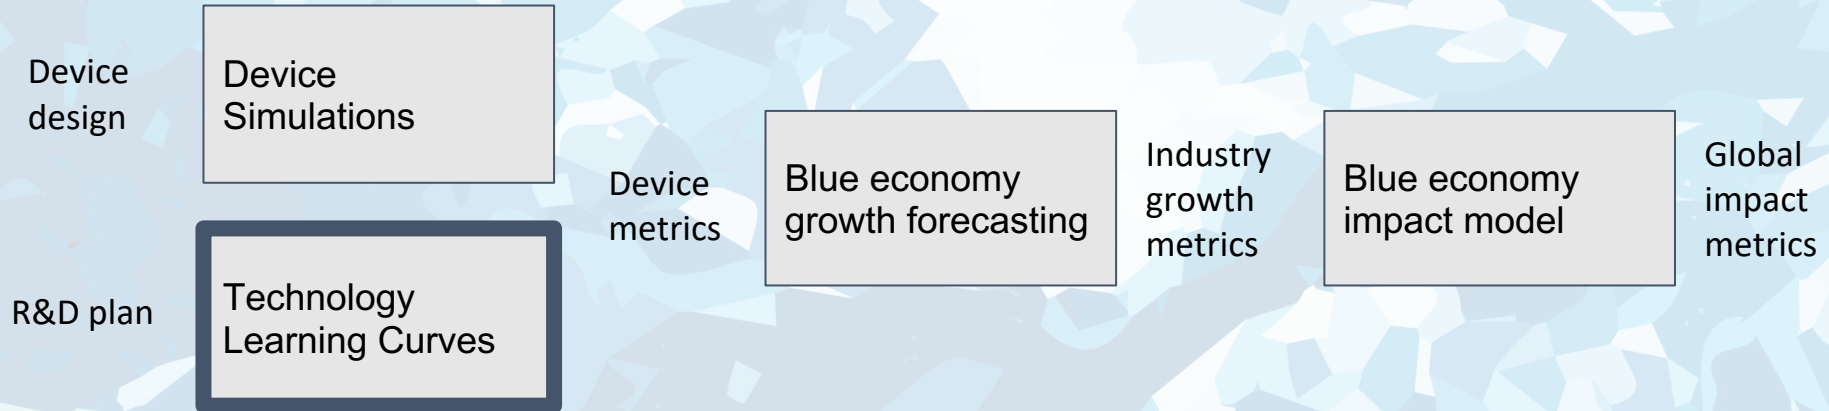 Device
design
Device
Simulations
R&D plan
Technology
Learning Curves
Device
metrics
Blue economy
growth forecasting
Industry
growth
metrics
Blue economy
impact model
Global
impact
metrics